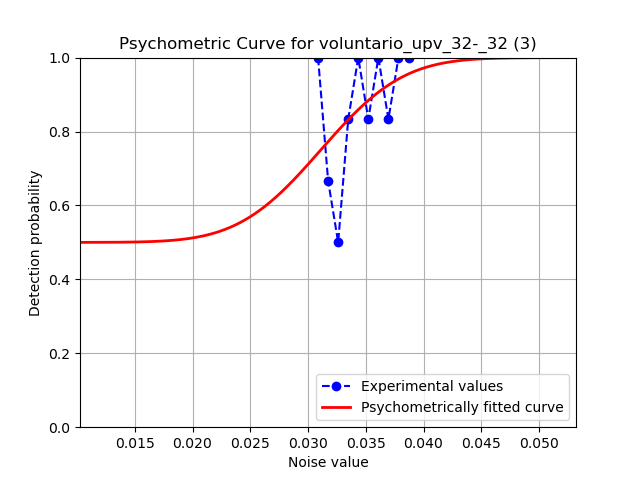 Psychometric Curve for voluntario_upv_32-_32 (3)
1.0
0.8
0.6
0.4
0.2
0.0
Detection probability
0.015 0.020 0.025 0.030 0.035 0.040 0.045 0.050
Noise value
Experimental values
Psychometrically fitted curve